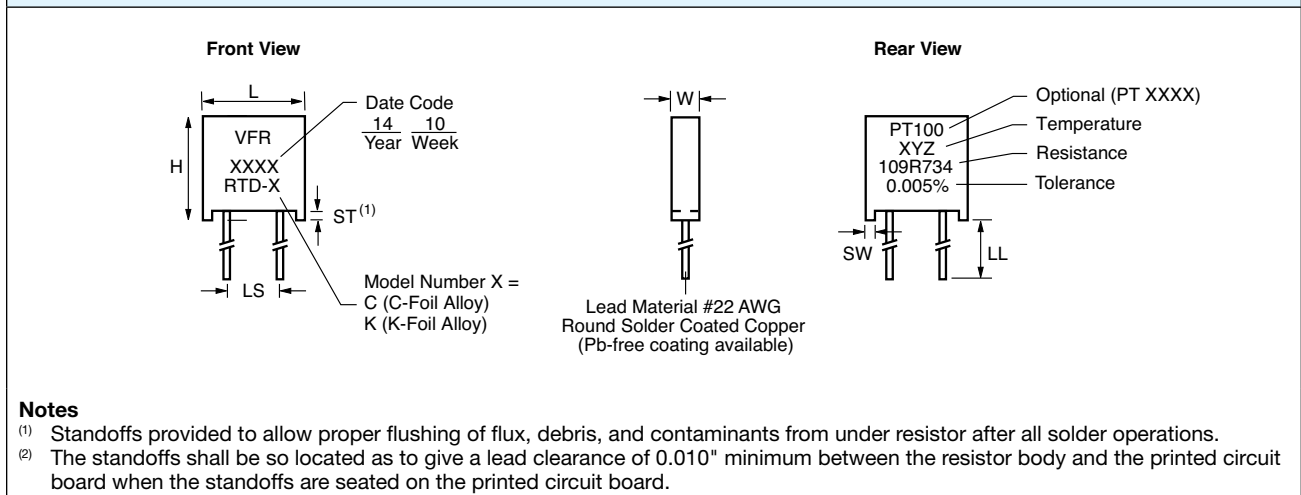 Front View
L
H
VFR
XXXX
RTD-X
Date Code
14 10
Year Week
ST (1)
LS
Model Number X =
C (C-Foil Alloy)
K (K-Foil Alloy)
W
Lead Material #22 AWG
Round Solder Coated Copper
(Pb-free coating available)
Rear View
PT100
XYZ
109R734
0.005%
Optional (PT XXXX)
Temperature
Resistance
Tolerance
SW
LL
Notes
(1) Standoffs provided to allow proper flushing of flux, debris, and contaminants from under resistor after all solder operations.
(2) The standoffs shall be so located as to give a lead clearance of 0.010" minimum between the resistor body and the printed circuit
board when the standoffs are seated on the printed circuit board.